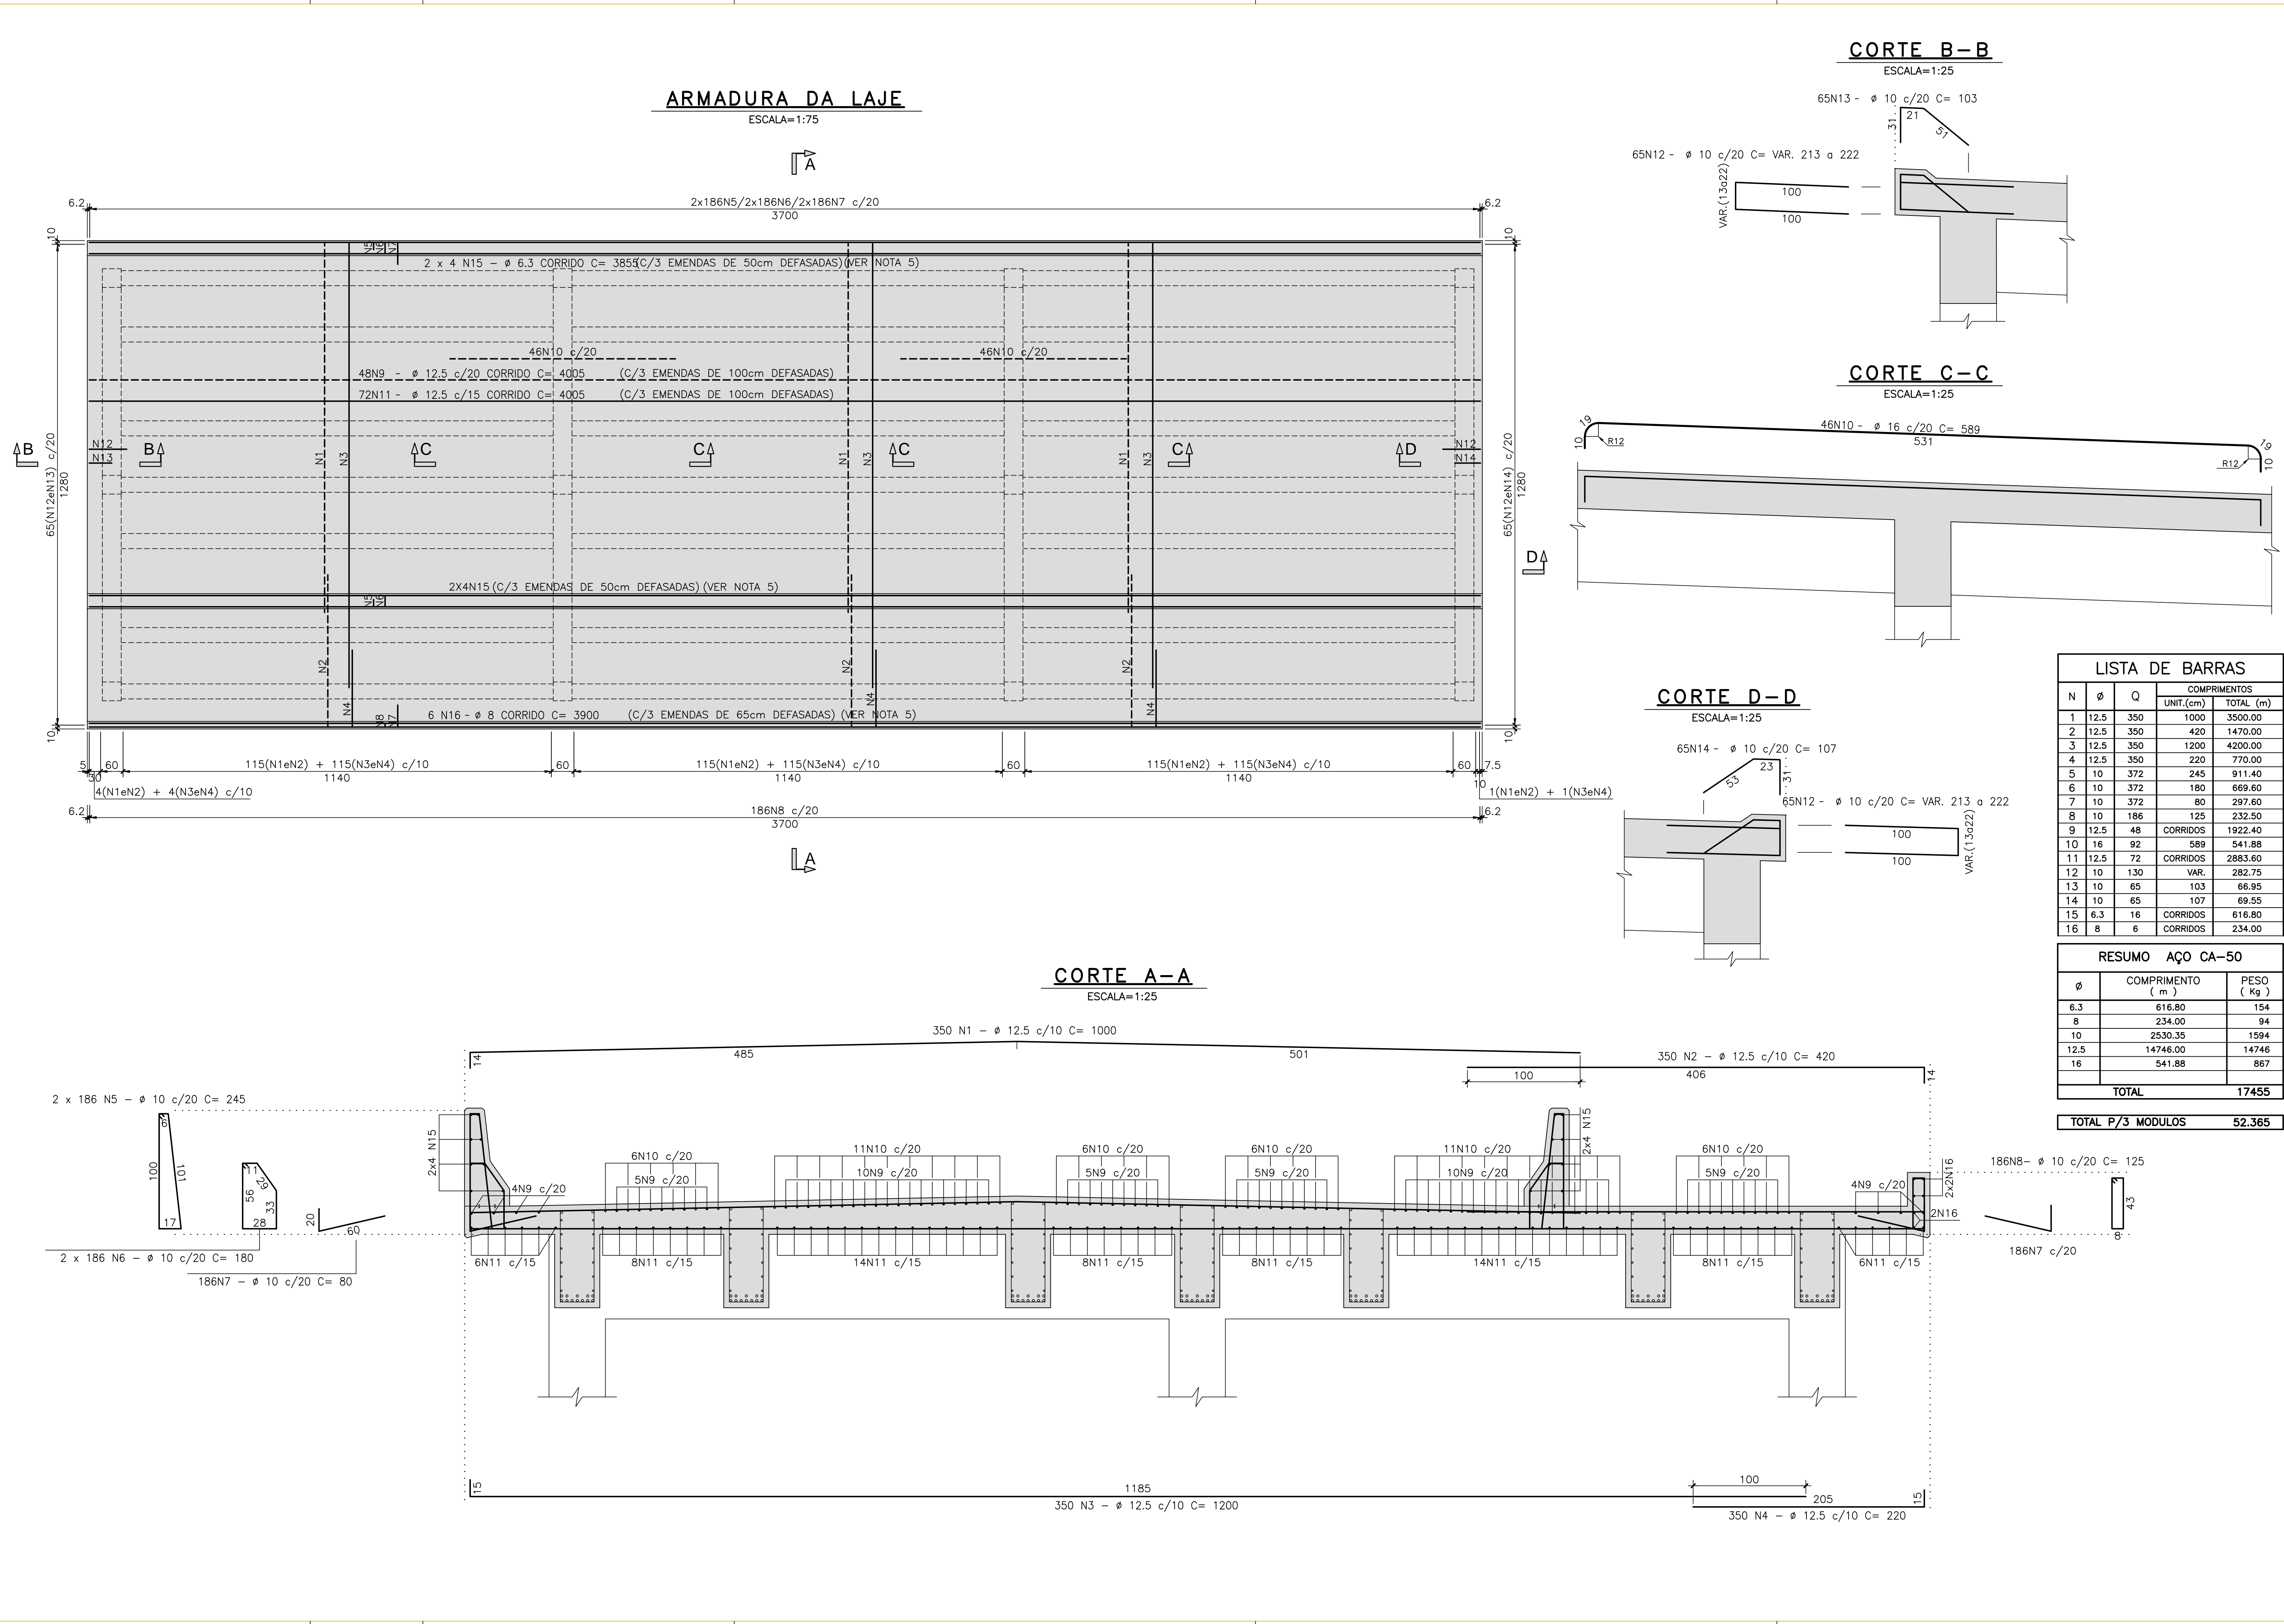 ARMADURA DA LAJE
ESCALA=1:75
A
6.2
2x186N5/2x186N6/2x186N7 c/20
3700
6.2
10
10
N5
N6
N7
2 x 4 N15 - ø 6.3 CORRIDO C= 3855(C/3 EMENDAS DE 50cm DEFASADAS)(VER NOTA 5)
46N10 c/20
46N10 c/20
48N9 - ø 12.5 c/20 CORRIDO C= 4005 (C/3 EMENDAS DE 100cm DEFASADAS)
72N11 - ø 12.5 c/15 CORRIDO C= 4005 (C/3 EMENDAS DE 100cm DEFASADAS)
B
N12
N13
B
N1
N3
C
C
N1
N3
C
C
N1
N3
D
N12
N14
65(N12eN13) c/20
1280
65(N12eN14) c/20
1280
D
2X4N15(C/3 EMENDAS DE 50cm DEFASADAS)(VER NOTA 5)
N5
N6
N2
N2
N2
N4
N4
N4
N8
N7
6 N16 - ø 8 CORRIDO C= 3900 (C/3 EMENDAS DE 65cm DEFASADAS)(VER NOTA 5)
10
10
5
30
60
115(N1eN2) + 115(N3eN4) c/10
1140
60
115(N1eN2) + 115(N3eN4) c/10
1140
60
115(N1eN2) + 115(N3eN4) c/10
1140
60
7.5
10
4(N1eN2) + 4(N3eN4) c/10
1(N1eN2) + 1(N3eN4)
6.2
186N8 c/20
3700
6.2
A
CORTE B-B
ESCALA=1:25
65N13 - ø 10 c/20 C= 103
31
21
51
65N12 - ø 10 c/20 C= VAR. 213 a 222
VAR.(13a22)
100
100
CORTE C-C
ESCALA=1:25
19
10
R12
46N10 - ø 16 c/20 C= 589
531
19
R12
10
CORTE D-D
ESCALA=1:25
65N14 - ø 10 c/20 C= 107
53
23
31
65N12 - ø 10 c/20 C= VAR. 213 a 222
100
100
VAR.(13a22)
LISTA DE BARRAS
N ø Q COMPRIMENTOS
UNIT.(cm) TOTAL (m)
1 12.5 350 1000 3500.00
2 12.5 350 420 1470.00
3 12.5 350 1200 4200.00
4 12.5 350 220 770.00
5 10 372 245 911.40
6 10 372 180 669.60
7 10 372 80 297.60
8 10 186 125 232.50
9 12.5 48 CORRIDOS 1922.40
10 16 92 589 541.88
11 12.5 72 CORRIDOS 2883.60
12 10 130 VAR. 282.75
13 10 65 103 66.95
14 10 65 107 69.55
15 6.3 16 CORRIDOS 616.80
16 8 6 CORRIDOS 234.00
RESUMO AÇO CA-50
ø COMPRIMENTO ( m ) PESO ( Kg )
6.3 616.80 154
8 234.00 94
10 2530.35 1594
12.5 14746.00 14746
16 541.88 867
TOTAL 17455
TOTAL P/3 MODULOS 52.365
CORTE A-A
ESCALA=1:25
350 N1 - ø 12.5 c/10 C= 1000
14
485
501
350 N2 - ø 12.5 c/10 C= 420
100
406
14
2 x 186 N5 - ø 10 c/20 C= 245
6
100
101
17
11
29
56
33
28
20
60
2 x 186 N6 - ø 10 c/20 C= 180
186N7 - ø 10 c/20 C= 80
2x4 N15
4N9 c/20
6N10 c/20
5N9 c/20
11N10 c/20
10N9 c/20
6N10 c/20
5N9 c/20
6N10 c/20
5N9 c/20
11N10 c/20
10N9 c/20
2x4 N15
6N10 c/20
5N9 c/20
4N9 c/20
2x2N16
2N16
186N8- ø 10 c/20 C= 125
43
8
186N7 c/20
6N11 c/15
8N11 c/15
14N11 c/15
8N11 c/15
8N11 c/15
14N11 c/15
8N11 c/15
6N11 c/15
15
1185
350 N3 - ø 12.5 c/10 C= 1200
100
205
15
350 N4 - ø 12.5 c/10 C= 220